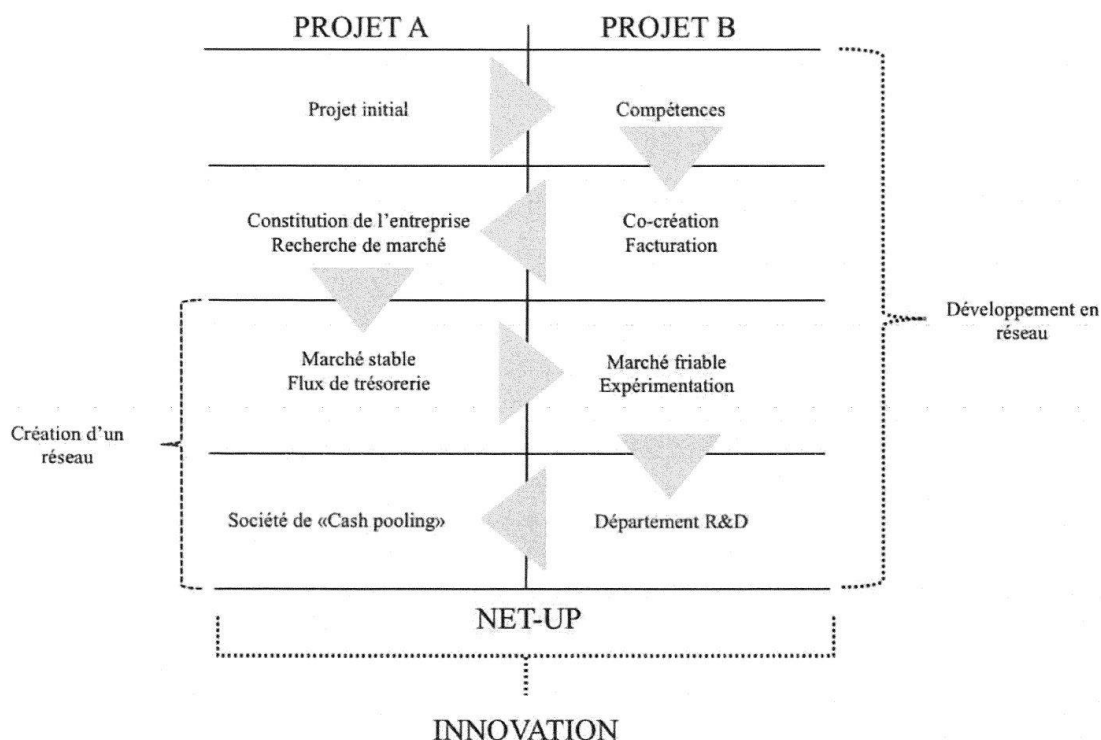 PROJET A
PROJET B
Projet initial
Compétences
Constitution de l'entreprise
Recherche de marché
Co-création
Facturation
Marché stable
Flux de trésorerie
Marché friable
Expérimentation
Développement en
réseau
Création d'un
réseau
Société de «Cash pooling»
Département R&D
NET-UP
INNOVATION